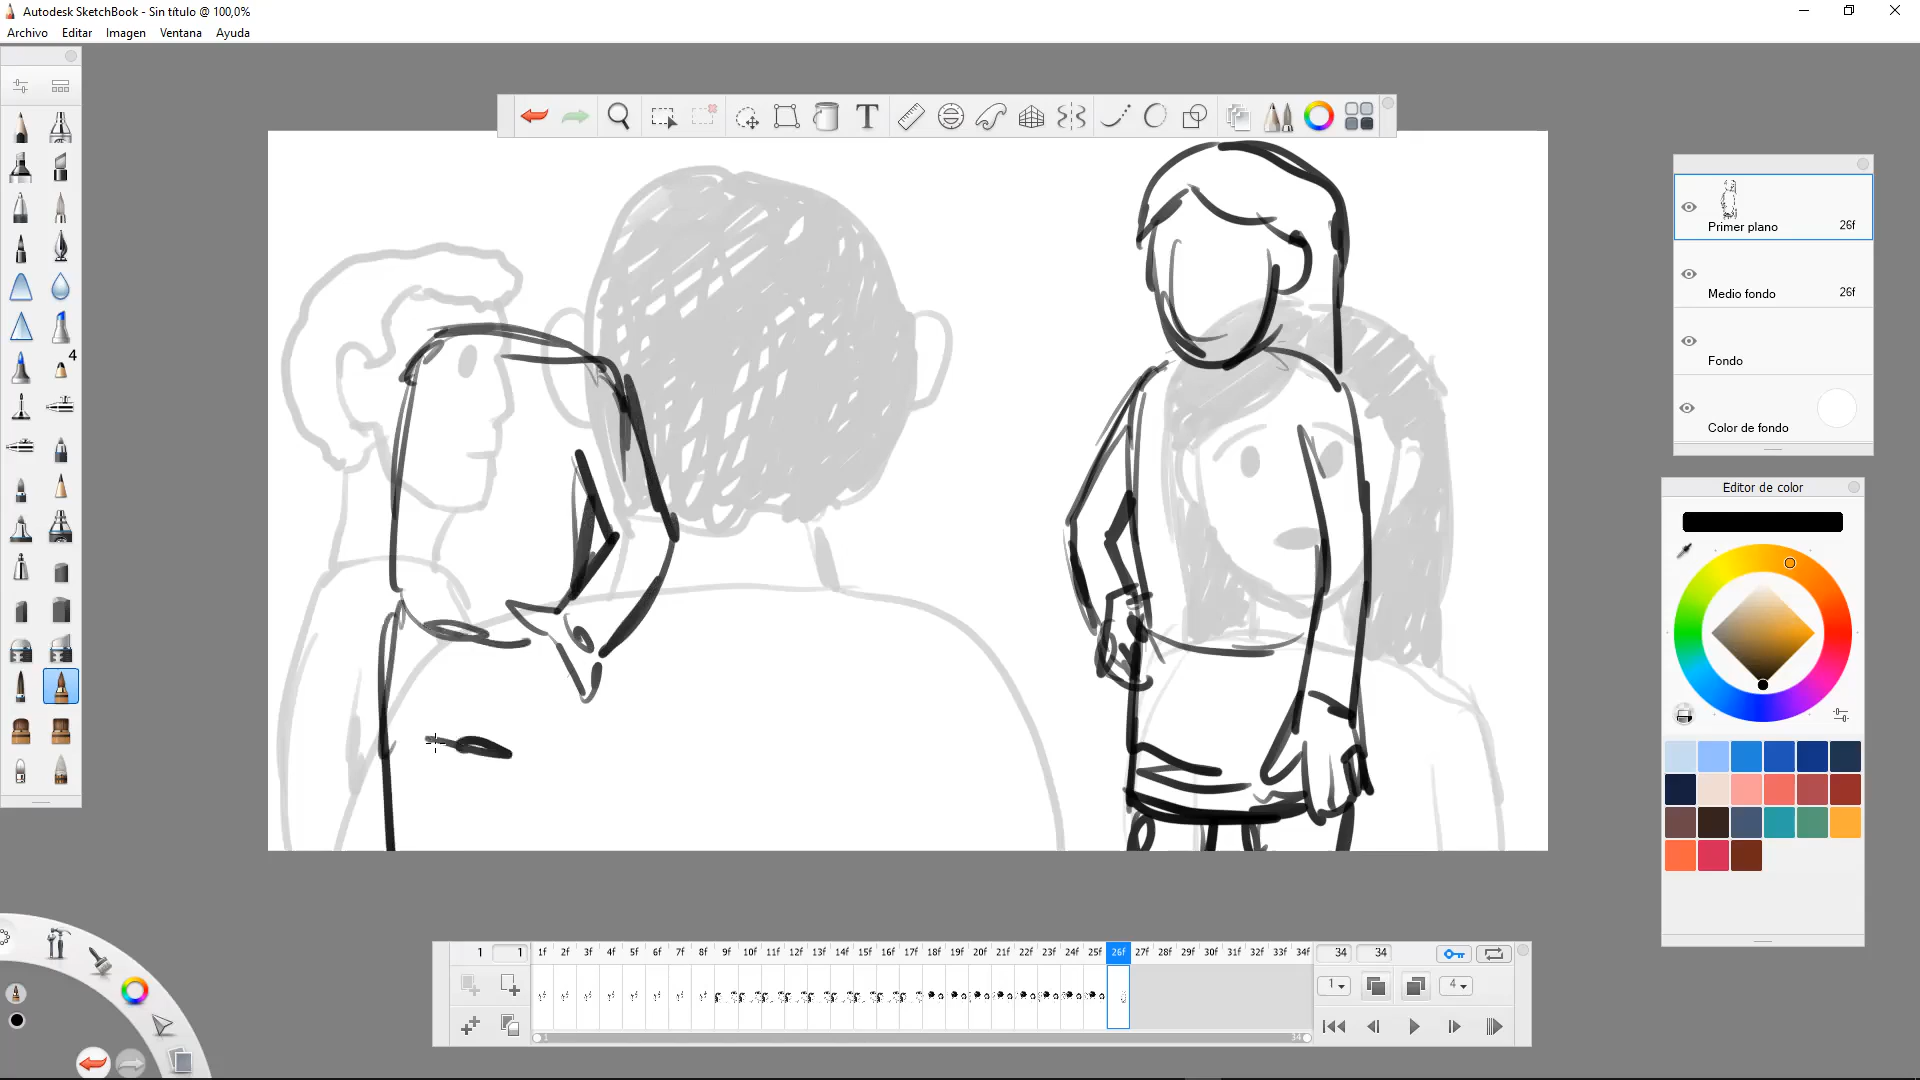 Autodesk SketchBook - Sin título @ 100,0%
Archivo Editar Imagen Ventana Ayuda
T
4
Primer plano 26f
Medio fondo 26f
Fondo
Color de fondo
Editor de color
1 1 1f 2f 3f 4f 5f 6f 7f 8f 9f 10f 11f 12f 13f 14f 15f 16f 17f 18f 19f 20f 21f 22f 23f 24f 25f 26f 27f 28f 29f 30f 31f 32f 33f 34f 34 34
1 4
1 34